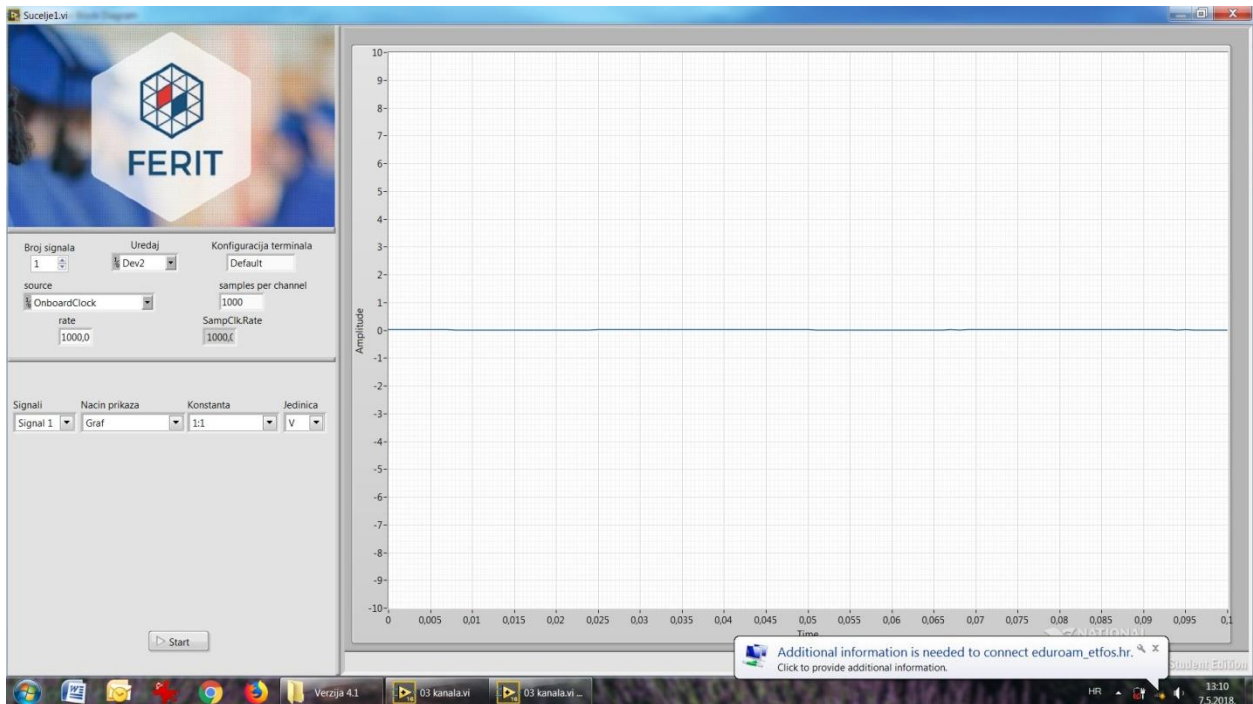 Sucelje1.vi
FERIT
Broj signala
Uredaj
Konfiguracija terminala
1
Dev2
Default
source
samples per channel
OnboardClock
1000
rate
SampClk.Rate
1000,0
1000,(
Signali
Nacin prikaza
Konstanta
Jedinica
Signal 1
Graf
1:1
V
Start
Amplitude
10
9
8
7
6
5
4
3
2
1
0
-1
-2
-3
-4
-5
-6
-7
-8
-9
-10
0 0,005 0,01 0,015 0,02 0,025 0,03 0,035 0,04 0,045 0,05 0,055 0,06 0,065 0,07 0,075 0,08 0,085 0,09 0,095 0,1
Time
NATIONAL
Additional information is needed to connect eduroam_etfos.hr.
Click to provide additional information.
Student Edition
Verzija 4.1
03 kanala.vi
03 kanala.vi ...
HR
13:10
7.5.2018.